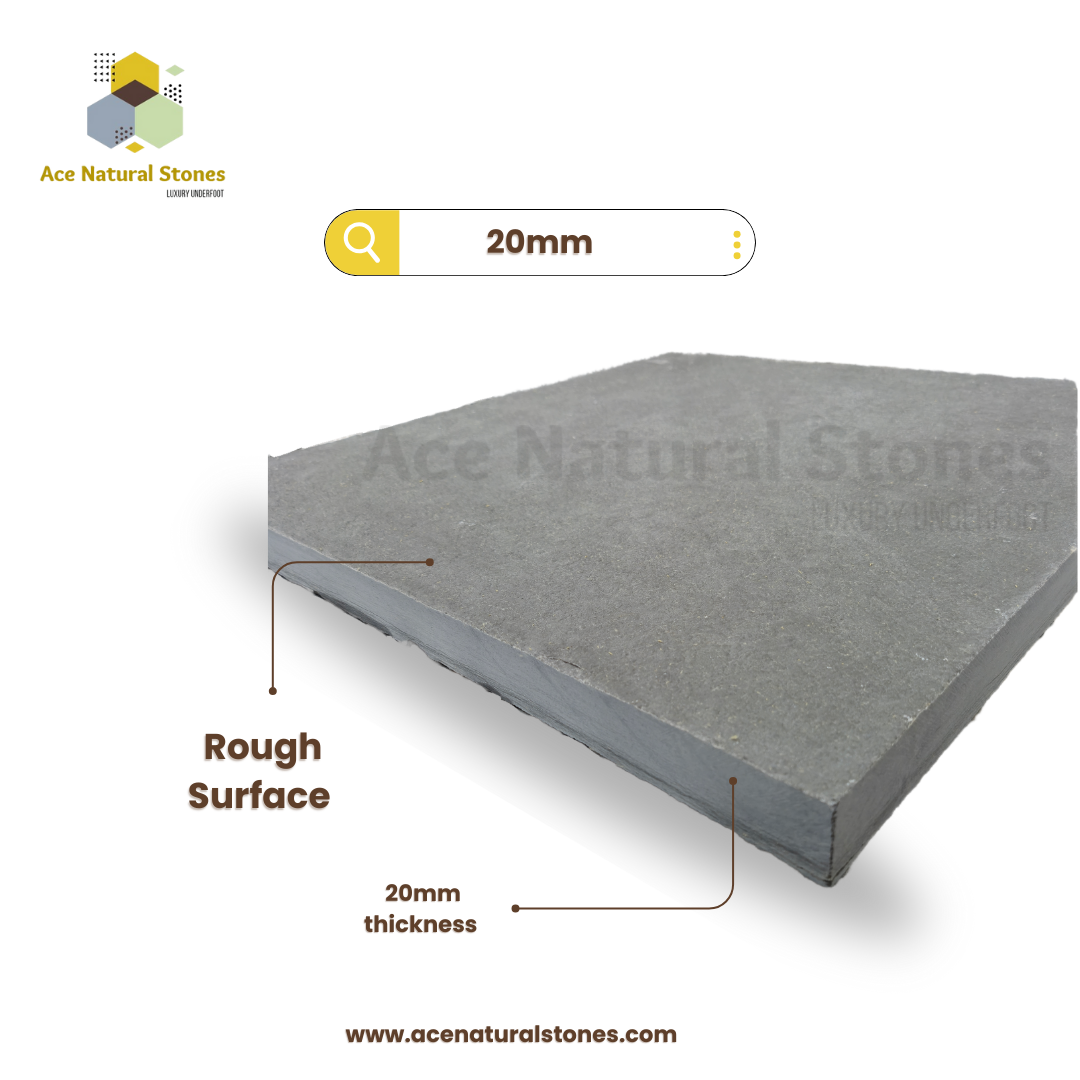 Ace Natural Stones
LUXURY UNDERFOOT
20mm
Ace Natural Stones
LUXURY UNDERFOOT
Rough
Surface
20mm
thickness
www.acenaturalstones.com